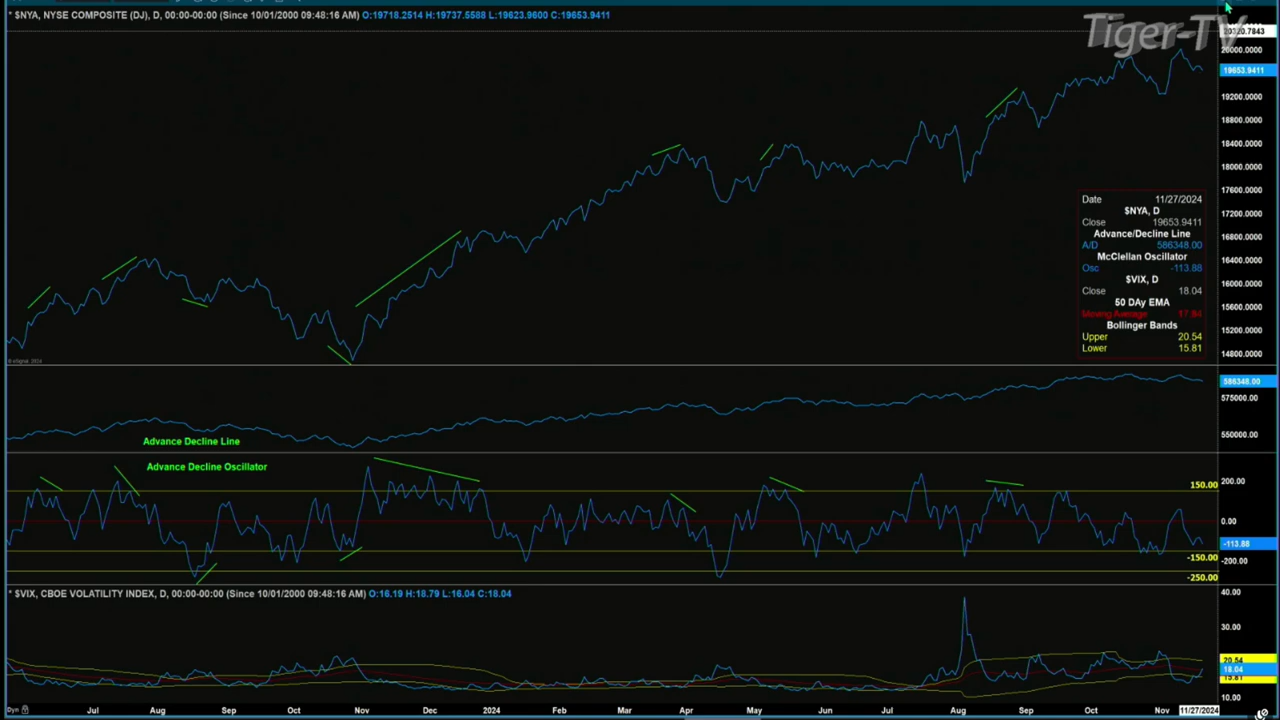 * $NYA, NYSE COMPOSITE (DJ), D, 00:00-00:00 (Since 10/01/2000 09:48:16 AM) O:19718.2514 H:19737.5588 L:19623.9600 C:19653.9411
Tiger-TV
20320.7843
20000.0000
19653.9411
19200.0000
18800.0000
18400.0000
18000.0000
17600.0000
17200.0000
16800.0000
16400.0000
16000.0000
15600.0000
15200.0000
14800.0000
Date 11/27/2024
$NYA, D
Close 19653.9411
Advance/Decline Line
A/D 586348.00
McClellan Oscillator
Osc -113.88
$VIX, D
Close 18.04
50 DAy EMA
Moving Average 17.84
Bollinger Bands
Upper 20.54
Lower 15.81
© eSignal, 2024
586348.00
575000.00
550000.00
Advance Decline Line
Advance Decline Oscillator
150.00
200.00
0.00
-113.88
-150.00
-200.00
-250.00
* $VIX, CBOE VOLATILITY INDEX, D, 00:00-00:00 (Since 10/01/2000 09:48:16 AM) O:16.19 H:18.79 L:16.04 C:18.04
40.00
30.00
20.54
18.04
15.81
10.00
Dyn Jul Aug Sep Oct Nov Dec 2024 Feb Mar Apr May Jun Jul Aug Sep Oct Nov 11/27/2024